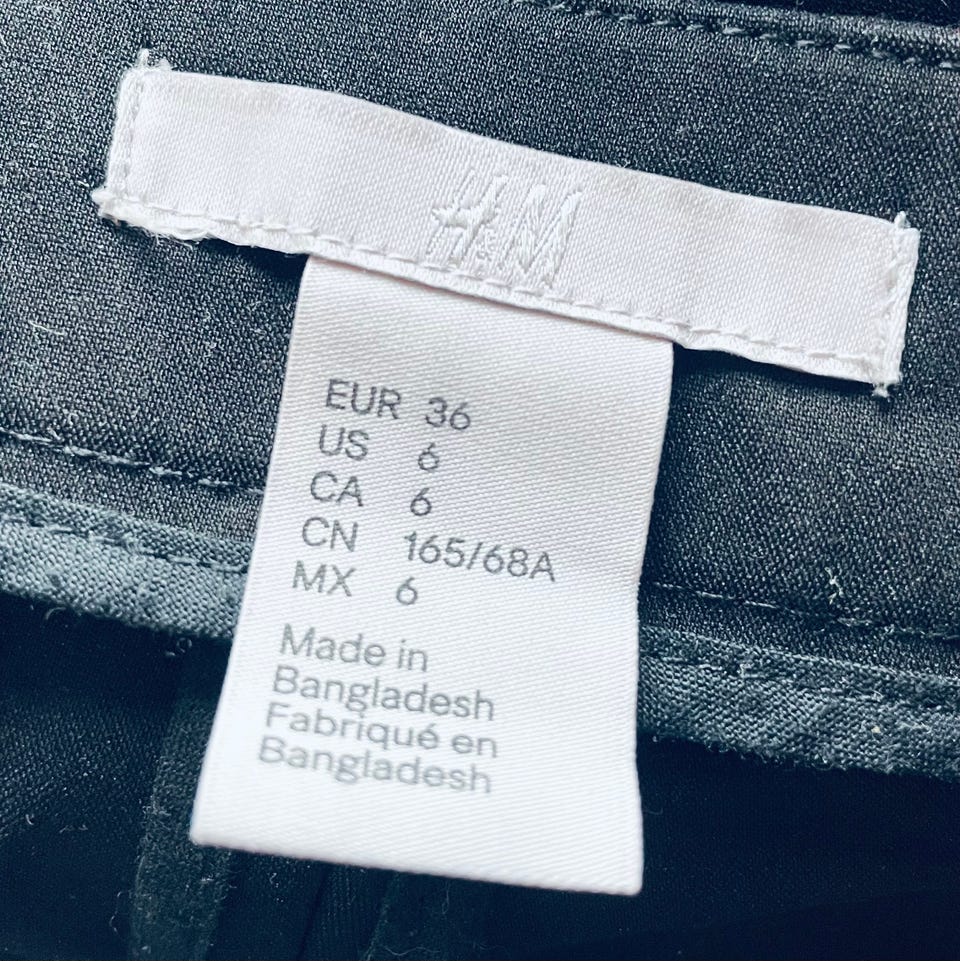 H&M
EUR 36
US 6
CA 6
CN 165/68A
MX 6
Made in
Bangladesh
Fabriqué en
Bangladesh